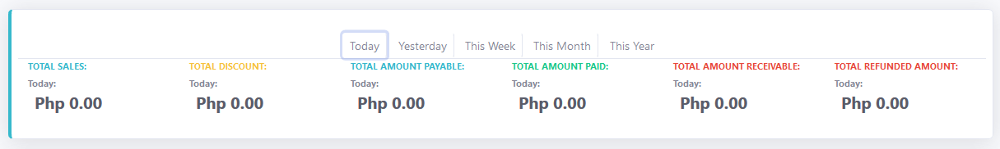 Today Yesterday This Week This Month This Year
TOTAL SALES: TOTAL DISCOUNT: TOTAL AMOUNT PAYABLE: TOTAL AMOUNT PAID: TOTAL AMOUNT RECEIVABLE: TOTAL REFUNDED AMOUNT:
Today: Today: Today: Today: Today: Today:
Php 0.00 Php 0.00 Php 0.00 Php 0.00 Php 0.00 Php 0.00